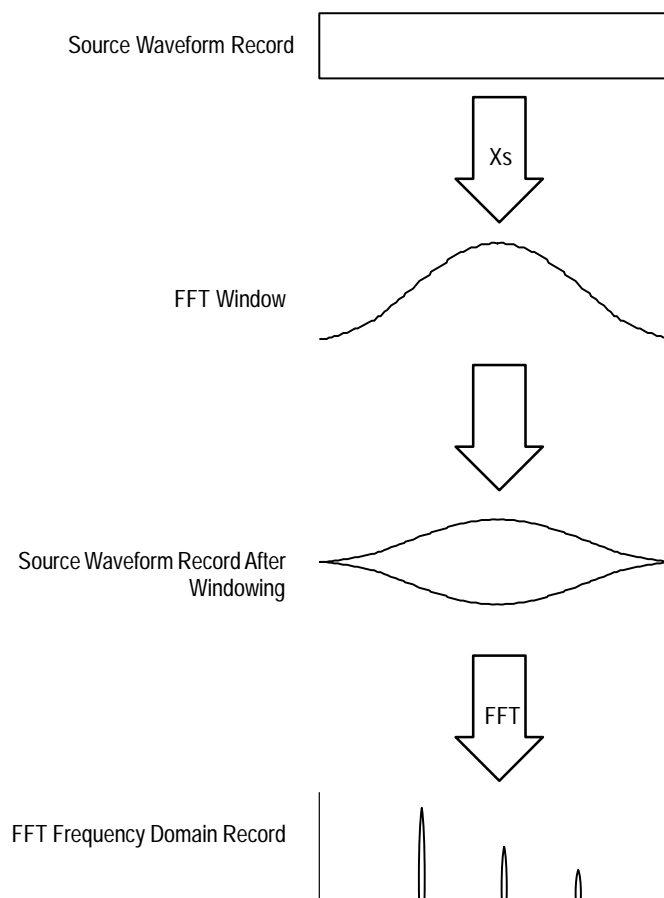 Source Waveform Record
Xs
FFT Window
Source Waveform Record After
Windowing
FFT
FFT Frequency Domain Record